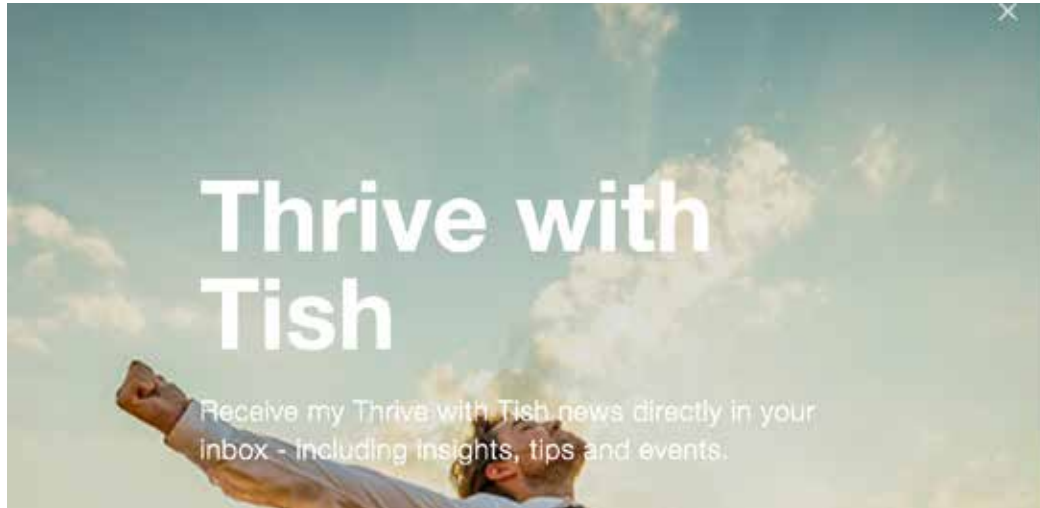 Thrive with
Tish
Receive my Thrive with Tish news directly in your
inbox - including insights, tips and events.